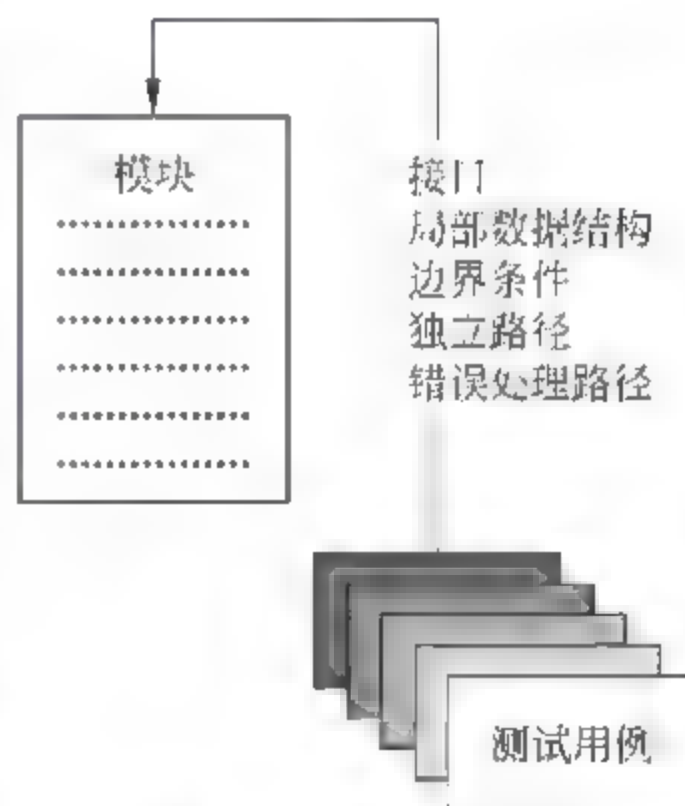 模块
接口
局部数据结构
边界条件
独立路径
错误处理路径
测试用例